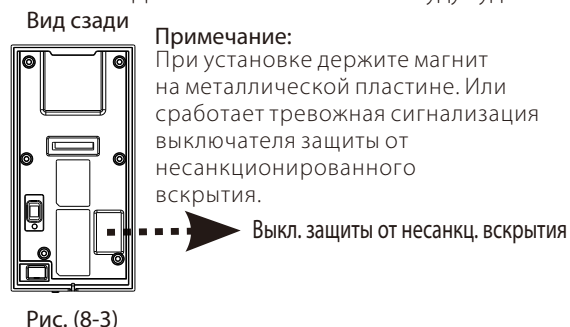 Вид сзади
Примечание:
При установке держите магнит
на металлической пластине. Или
сработает тревожная сигнализация
выключателя защиты от
несанкционированного
вскрытия.
Выкл. защиты от несанкц. вскрытия
Рис. (8-3)